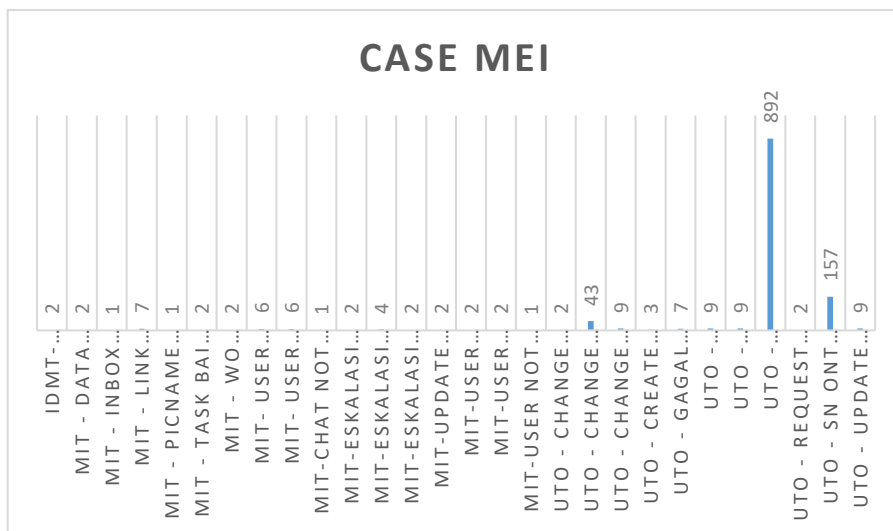 CASE MEI
2
2
1
7
1
2
2
6
6
1
2
4
2
2
2
2
1
2
43
9
3
7
9
9
892
2
157
9
IDMT-...
MIT - DATA...
MIT - INBOX...
MIT - LINK...
MIT - PICNAME...
MIT - TASK BAI...
MIT - WO...
MIT- USER...
MIT- USER...
MIT-CHAT NOT...
MIT-ESKALASI...
MIT-ESKALASI...
MIT-ESKALASI...
MIT-UPDATE...
MIT-USER...
MIT-USER...
MIT-USER NOT...
UTO - CHANGE...
UTO - CHANGE...
UTO - CHANGE...
UTO - CREATE...
UTO - GAGAL...
UTO -...
UTO -...
UTO -...
UTO - REQUEST...
UTO - SN ONT...
UTO - UPDATE...